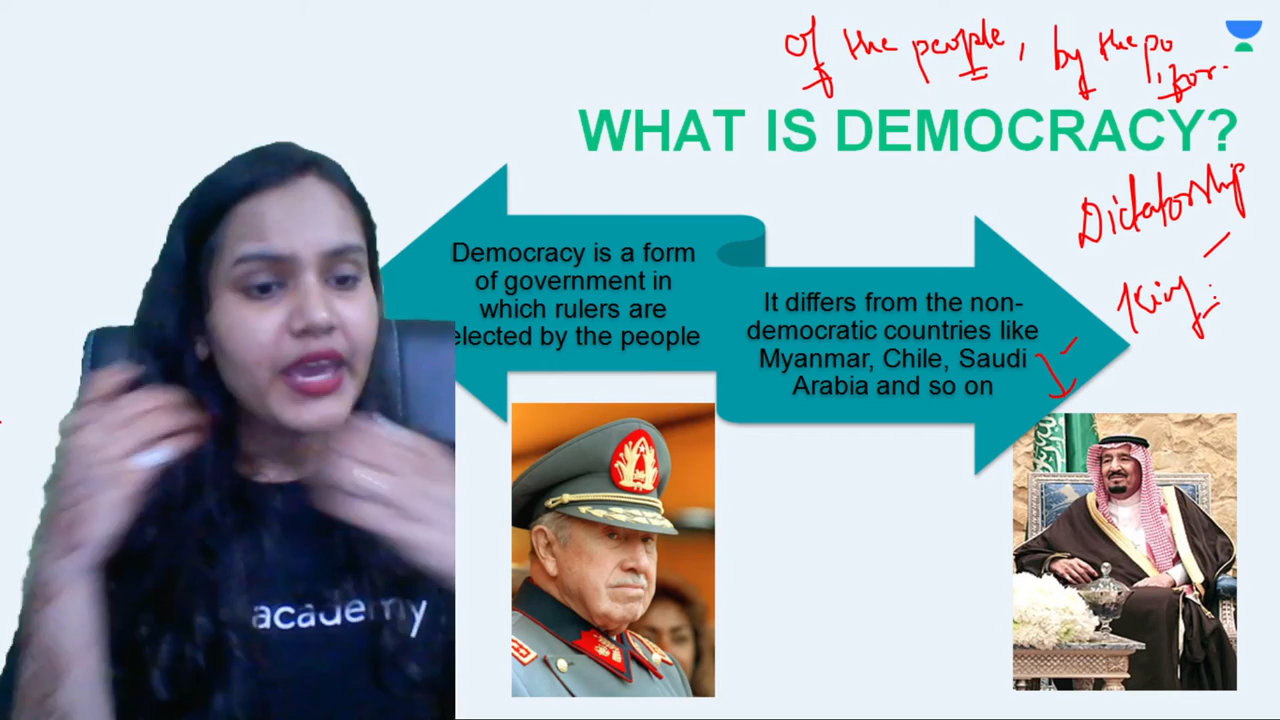 of the people, by the po
, for.
WHAT IS DEMOCRACY?
Dictatorship
King:
Democracy is a form
of government in
which rulers are
elected by the people
It differs from the non-
democratic countries like
Myanmar, Chile, Saudi
Arabia and so on
academy